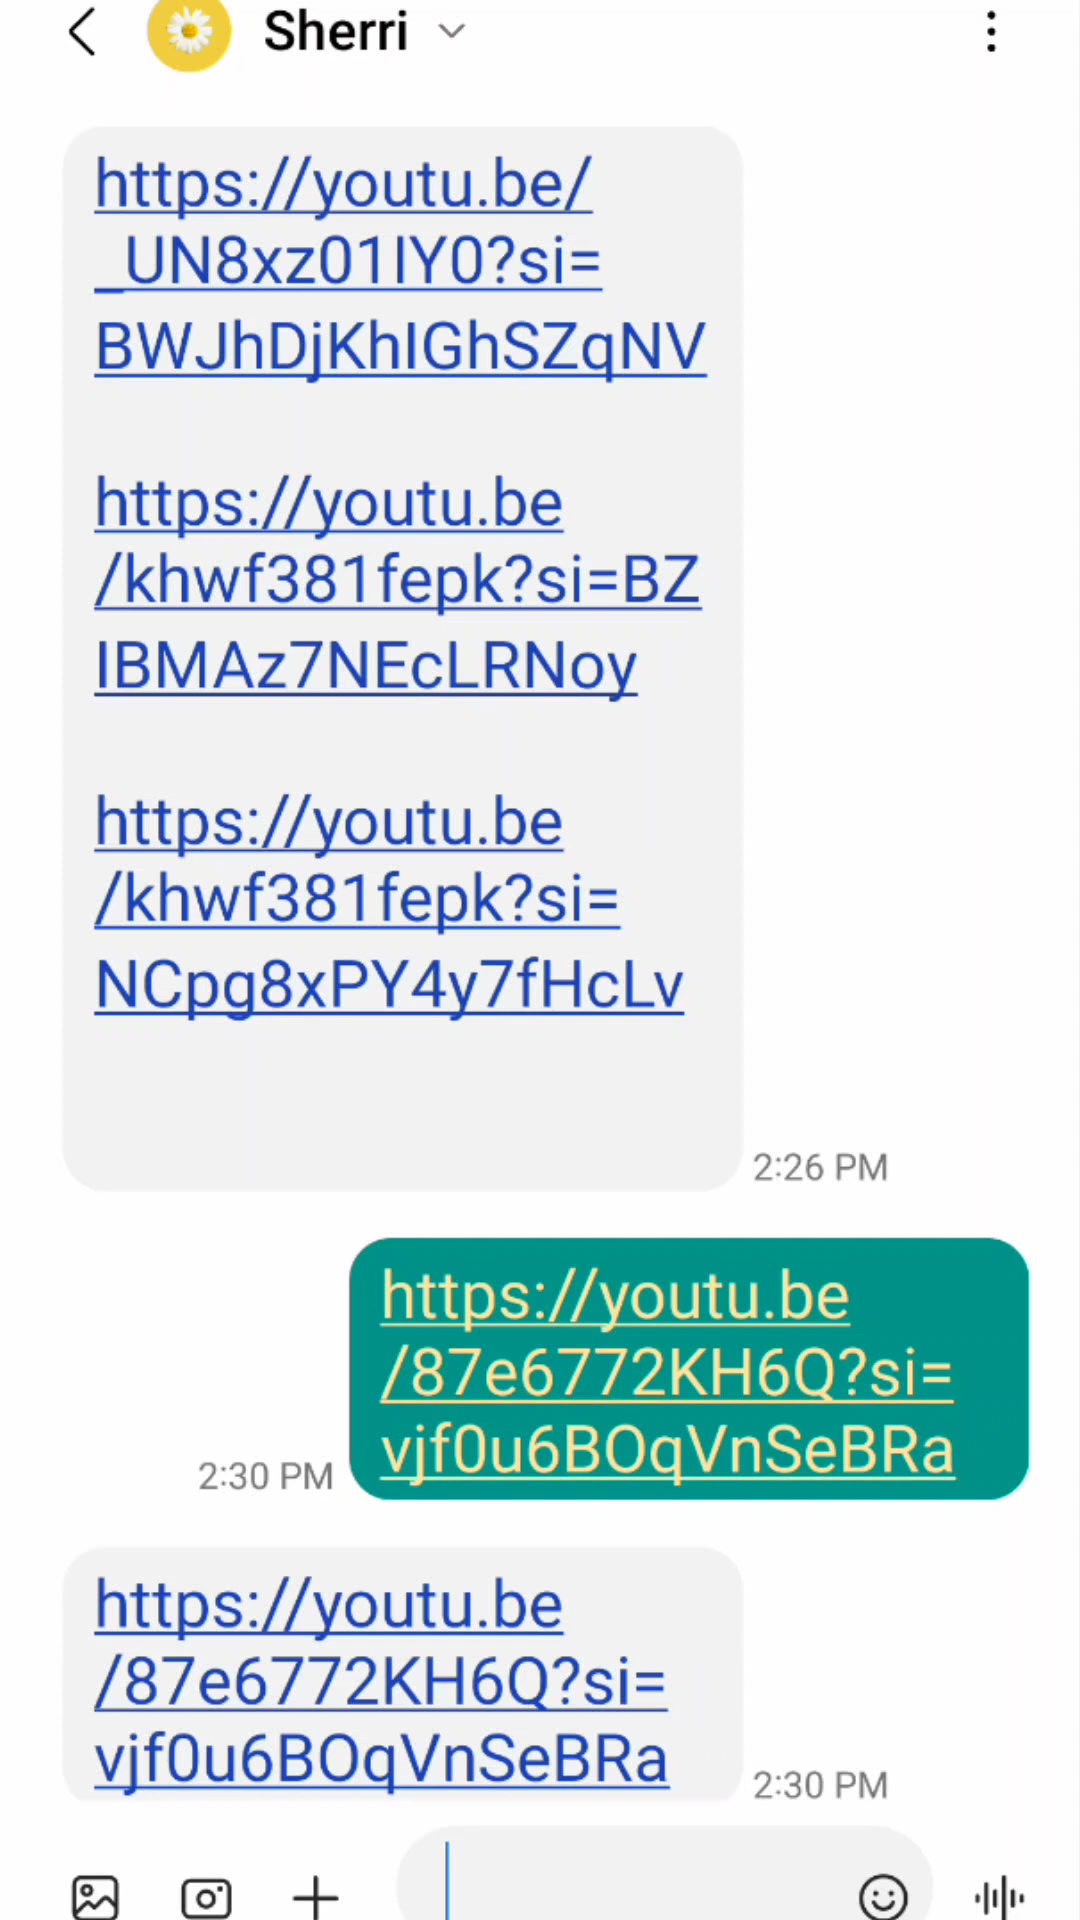 Sherri
https://youtu.be/
_UN8xz01IY0?si=
BWJhDjKhIGhSZqNV
https://youtu.be
/khwf381fepk?si=BZ
IBMAz7NEcLRNoy
https://youtu.be
/khwf381fepk?si=
NCpg8xPY4y7fHcLv
2:26 PM
https://youtu.be
/87e6772KH6Q?si=
vjf0u6BOqVnSeBRa
2:30 PM
https://youtu.be
/87e6772KH6Q?si=
vjf0u6BOqVnSeBRa
2:30 PM